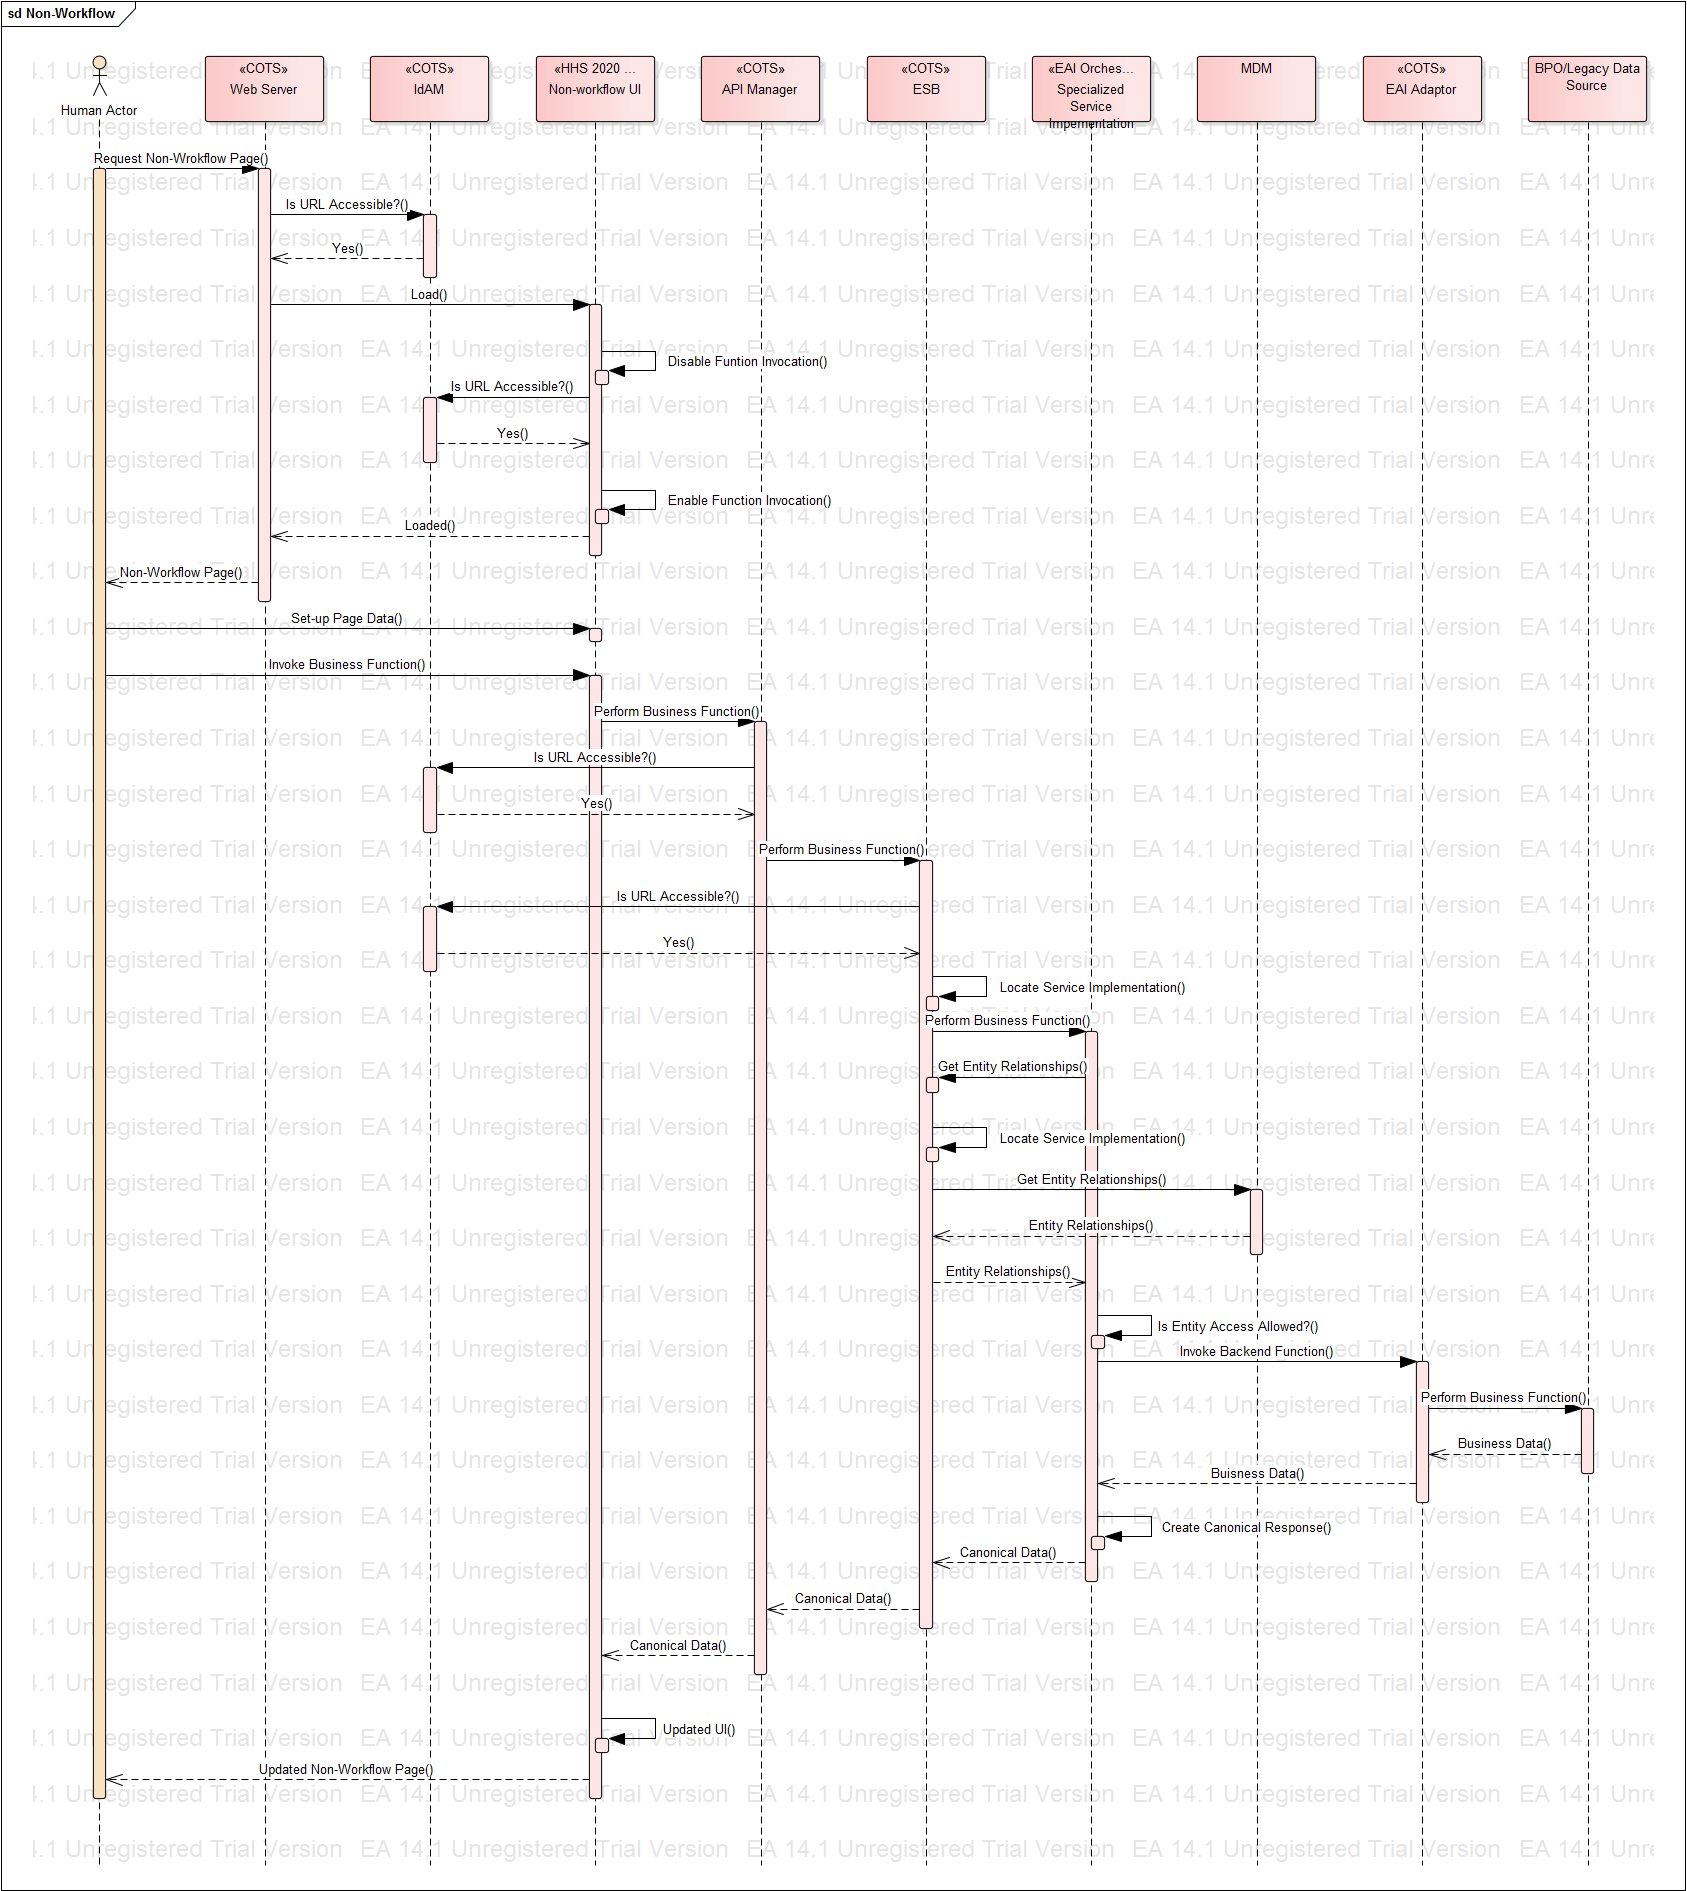 sd Non-Workflow
Human Actor
«COTS»
Web Server
«COTS»
IdAM
«HHS 2020 ...
Non-workflow UI
«COTS»
API Manager
«COTS»
ESB
«EAI Orches...
Specialized
Service
Impementation
MDM
«COTS»
EAI Adaptor
BPO/Legacy Data
Source
Request Non-Wrokflow Page()
Is URL Accessible?()
Yes()
Load()
Disable Funtion Invocation()
Is URL Accessible?()
Yes()
Enable Function Invocation()
Loaded()
Non-Workflow Page()
Set-up Page Data()
Invoke Business Function()
Perform Business Function()
Is URL Accessible?()
Yes()
Perform Business Function()
Is URL Accessible?()
Yes()
Locate Service Implementation()
Perform Business Function()
Get Entity Relationships()
Locate Service Implementation()
Get Entity Relationships()
Entity Relationships()
Entity Relationships()
Is Entity Access Allowed?()
Invoke Backend Function()
Perform Business Function()
Business Data()
Buisness Data()
Create Canonical Response()
Canonical Data()
Canonical Data()
Canonical Data()
Updated UI()
Updated Non-Workflow Page()
EA 14.1 Unregistered Trial Version